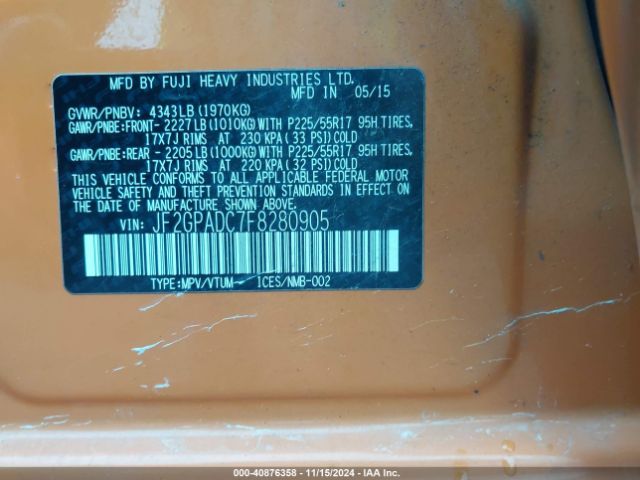 MFD BY FUJI HEAVY INDUSTRIES LTD.
MFD IN 05/15
GVWR/PNBV: 4343LB (1970KG)
GAWR/PNBE:FRONT- 2227LB (1010KG) WITH P225/55R17 95H TIRES,
17X7J RIMS AT 230 KPA (33 PSI) COLD
GAWR/PNBE:REAR - 2205LB (1000KG) WITH P225/55R17 95H TIRES,
17X7J RIMS AT 220 KPA (32 PSI) COLD
THIS VEHICLE CONFORMS TO ALL APPLICABLE FEDERAL MOTOR
VEHICLE SAFETY AND THEFT PREVENTION STANDARDS IN
EFFECT ON THE DATE OF MANUFACTURE SHOWN ABOVE.
VIN: JF2GPADC7F8280905
TYPE:MPV/VTUM ICES/NMB-002
000-40876358 - 11/15/2024 - IAA Inc.